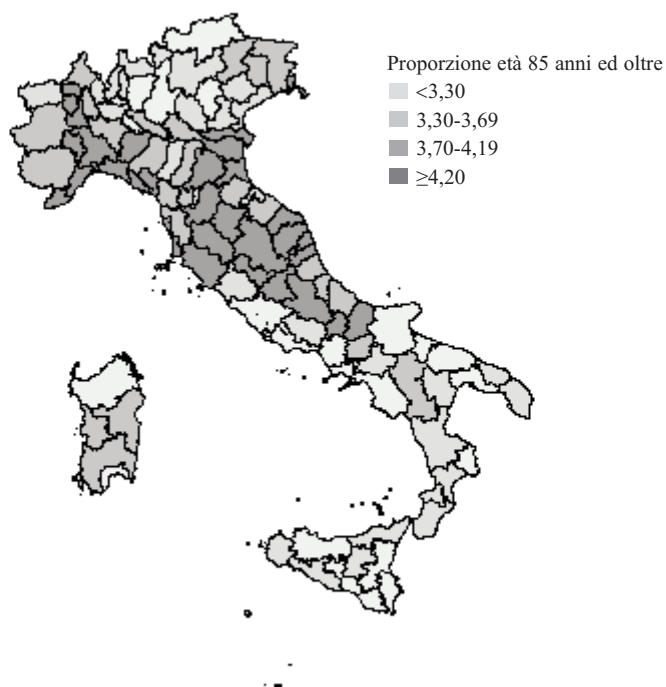 Proporzione età 85 anni ed oltre
<3,30
3,30-3,69
3,70-4,19
≥4,20